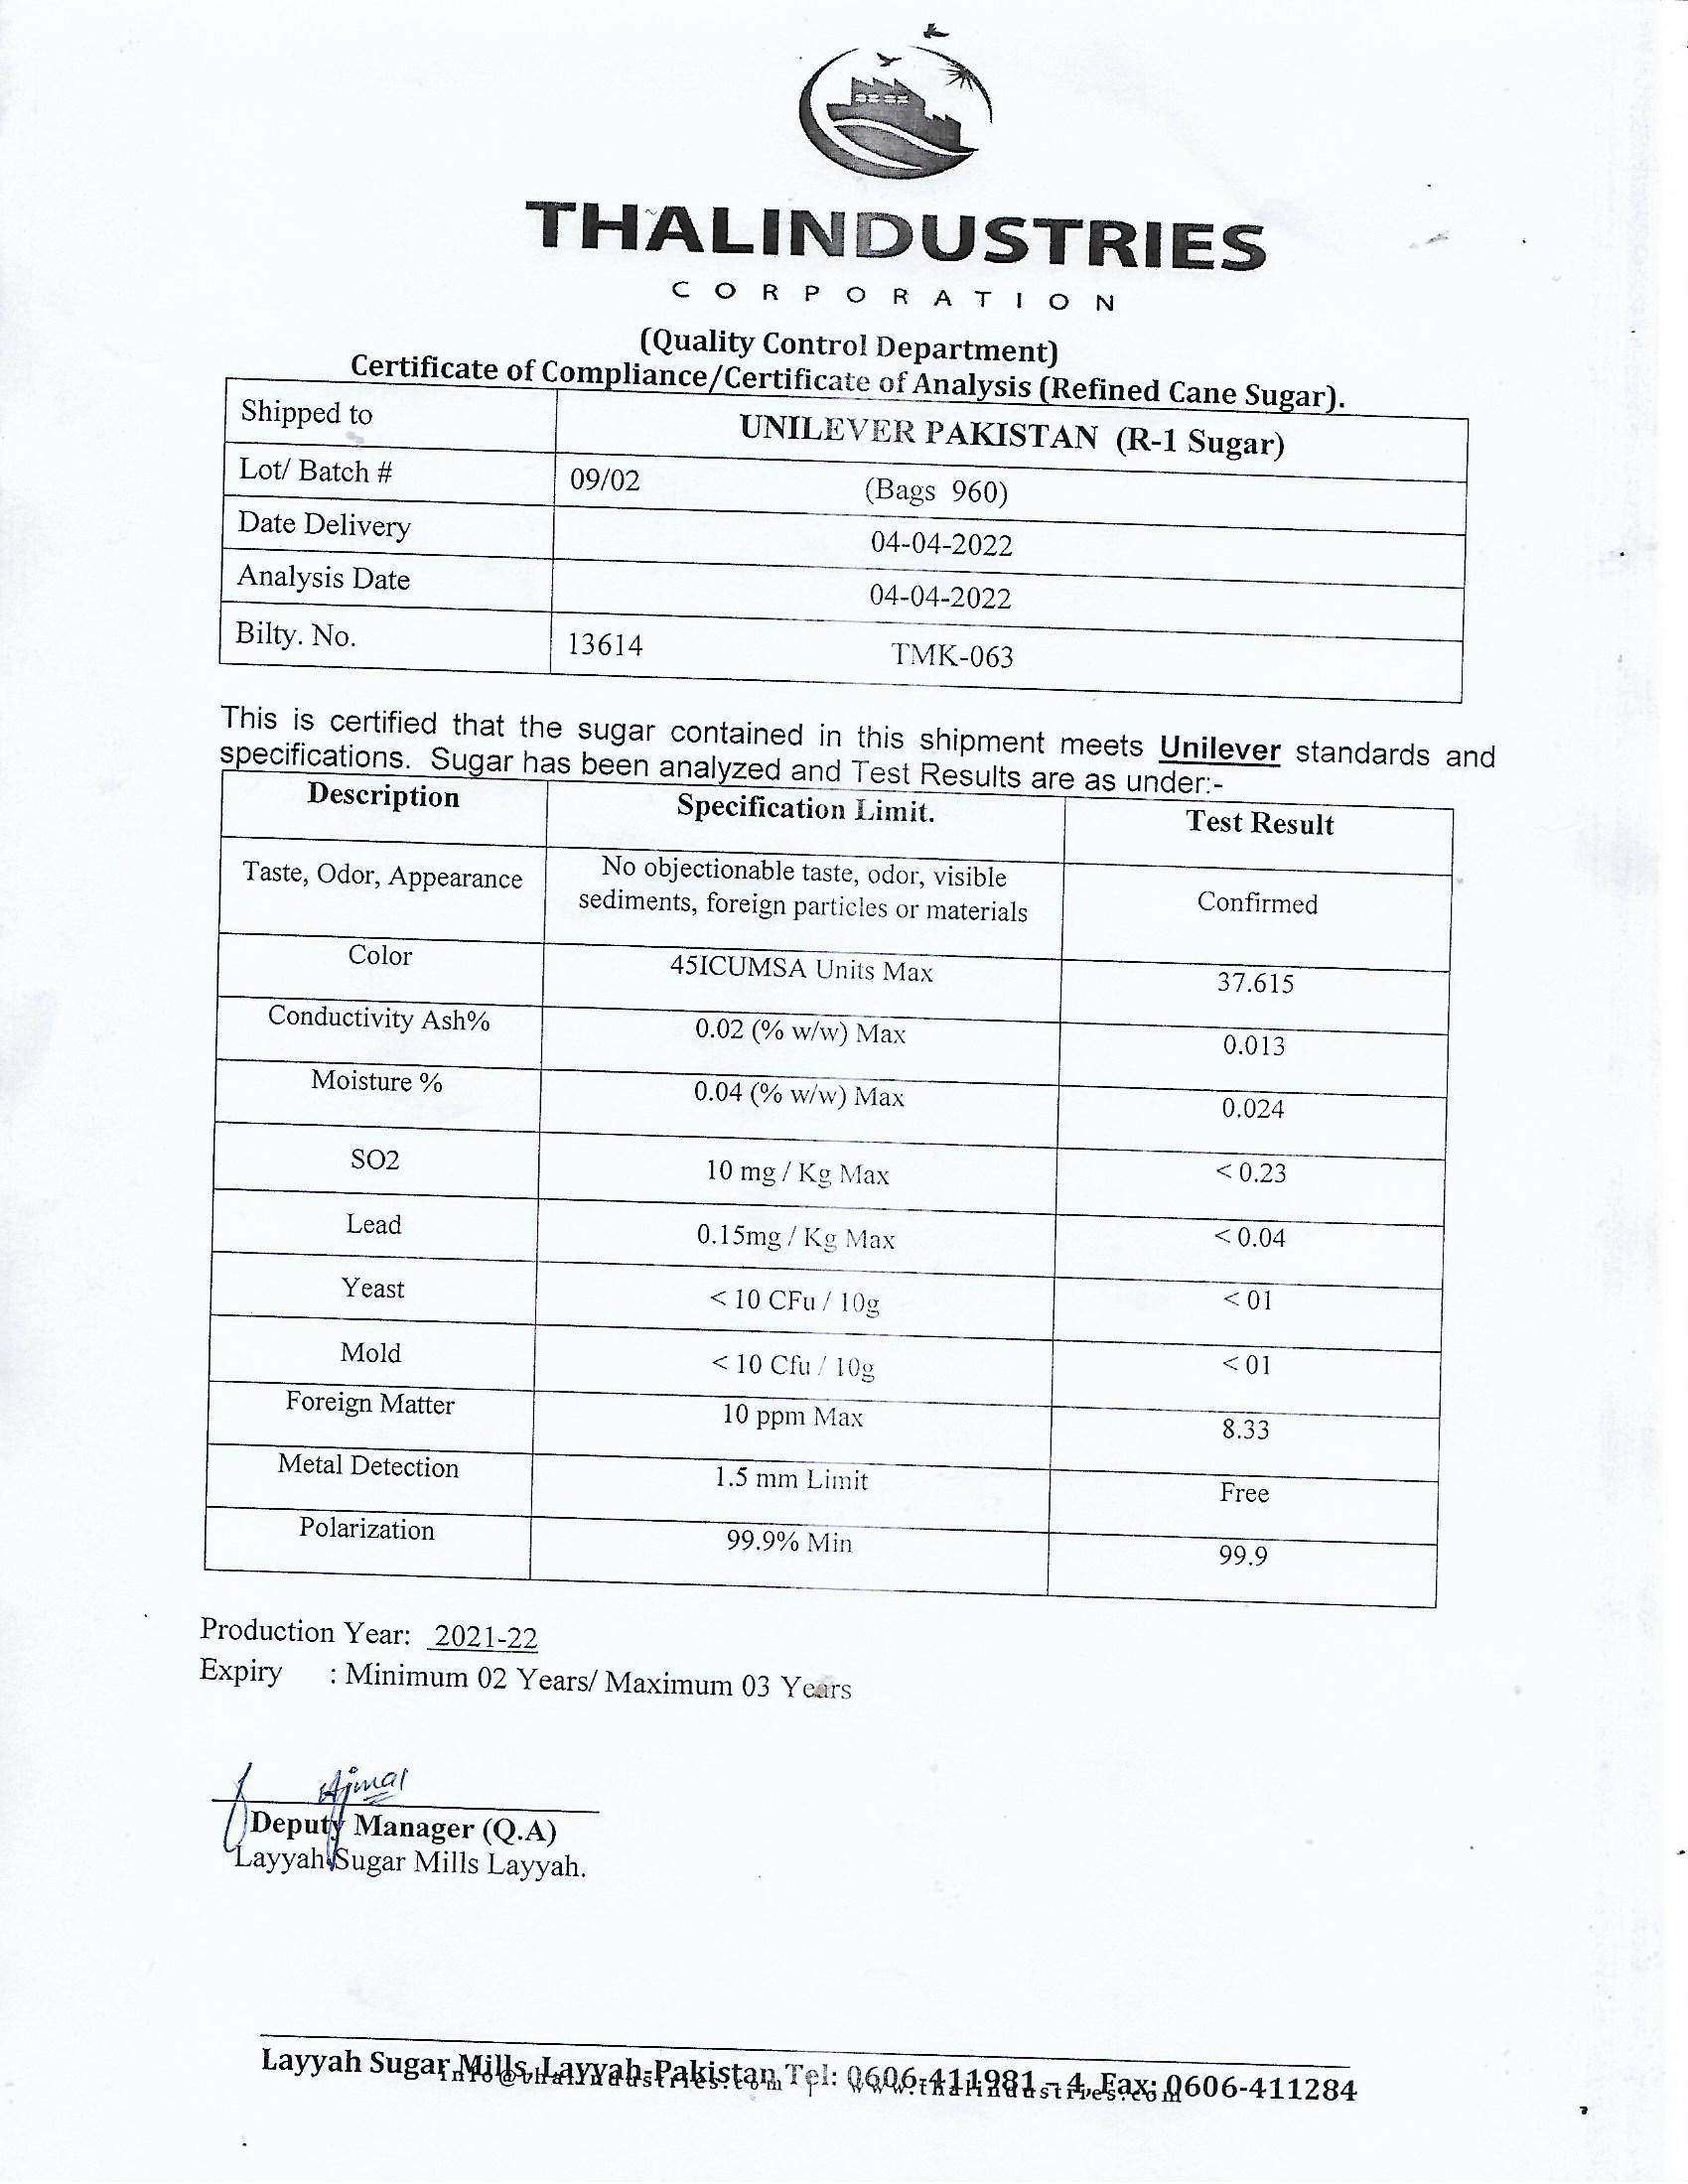 THALINDUSTRIES
CORPORATION
(Quality Control Department)
Certificate of Compliance/Certificate of Analysis (Refined Cane Sugar).
Shipped to UNILEVER PAKISTAN (R-1 Sugar)
Lot/ Batch # 09/02 (Bags 960)
Date Delivery 04-04-2022
Analysis Date 04-04-2022
Bilty. No. 13614 TMK-063
This is certified that the sugar contained in this shipment meets Unilever standards and
specifications. Sugar has been analyzed and Test Results are as under:-
Description Specification Limit. Test Result
Taste, Odor, Appearance No objectionable taste, odor, visible
sediments, foreign particles or materials Confirmed
Color 45ICUMSA Units Max 37.615
Conductivity Ash% 0.02 (% w/w) Max 0.013
Moisture % 0.04 (% w/w) Max 0.024
SO2 10 mg / Kg Max < 0.23
Lead 0.15mg / Kg Max < 0.04
Yeast < 10 CFu / 10g < 01
Mold < 10 Cfu / 10g < 01
Foreign Matter 10 ppm Max 8.33
Metal Detection 1.5 mm Limit Free
Polarization 99.9% Min 99.9
Production Year: 2021-22
Expiry : Minimum 02 Years/ Maximum 03 Years
Ajmal
Deputy Manager (Q.A)
Layyah Sugar Mills Layyah.
Layyah Sugar Mills, Layyah-Pakistan Tel: 0606-411981 – 4, Fax: 0606-411284
info@thalindustries.com | www.thalindustries.com